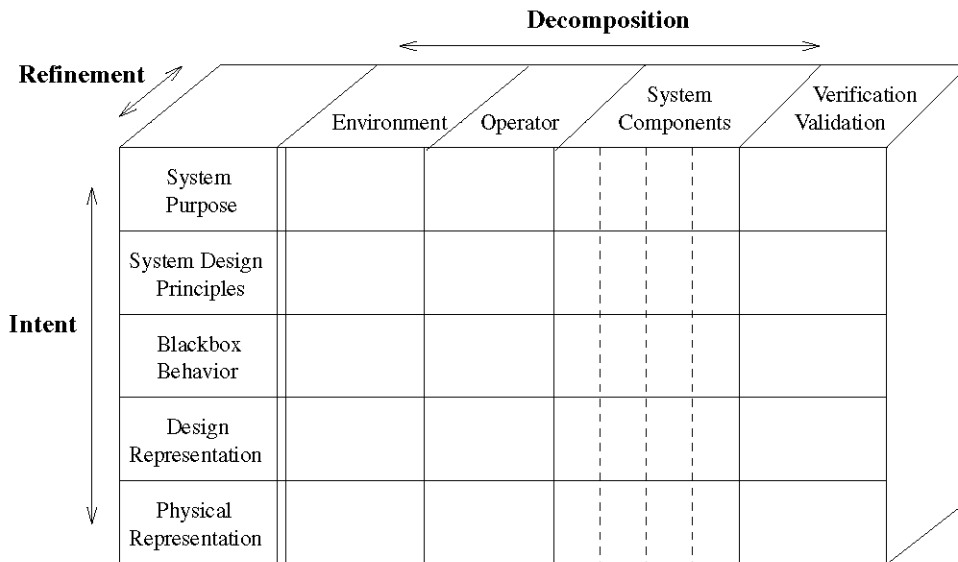 Decomposition
Refinement
System
Verification
Environment
Operator
Components
Validation
System
Purpose
System Design
Principles
Intent
Blackbox
Behavior
Design
Representation
Physical
Representation